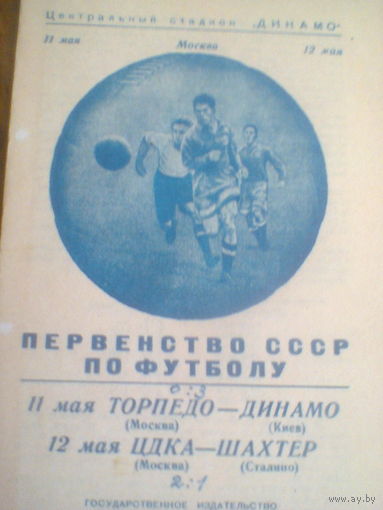 Центральный стадион „ДИНАМО“
11 мая Москва 12 мая
ПЕРВЕНСТВО СССР
ПО ФУТБОЛУ
0:3
11 мая ТОРПЕДО—ДИНАМО
(Москва) (Киев)
12 мая ЦДКА—ШАХТЕР
(Москва) (Сталино)
2:1
ГОСУДАРСТВЕННОЕ ИЗДАТЕЛЬСТВО
www.ay.by